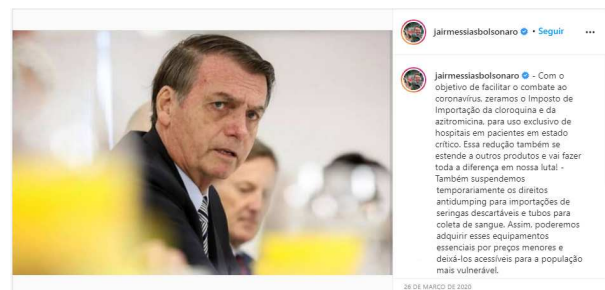 jairmessiasbolsonaro • Seguir
jairmessiasbolsonaro - Com o
objetivo de facilitar o combate ao
coronavírus, zeramos o Imposto de
Importação da cloroquina e da
azitromicina, para uso exclusivo de
hospitais em pacientes em estado
crítico. Essa redução também se
estende a outros produtos e vai fazer
toda a diferença em nossa luta! -
Também suspendemos
temporariamente os direitos
antidumping para importações de
seringas descartáveis e tubos para
coleta de sangue. Assim, poderemos
adquirir esses equipamentos
essenciais por preços menores e
deixá-los acessíveis para a população
mais vulnerável.
28 DE MARÇO DE 2020